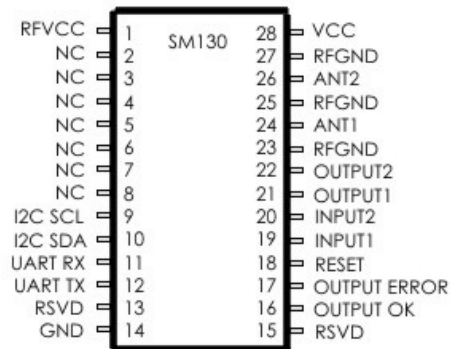 SM130
RFVCC 1 28 VCC
NC 2 27 RFGND
NC 3 26 ANT2
NC 4 25 RFGND
NC 5 24 ANT1
NC 6 23 RFGND
NC 7 22 OUTPUT2
NC 8 21 OUTPUT1
I2C SCL 9 20 INPUT2
I2C SDA 10 19 INPUT1
UART RX 11 18 RESET
UART TX 12 17 OUTPUT ERROR
RSVD 13 16 OUTPUT OK
GND 14 15 RSVD